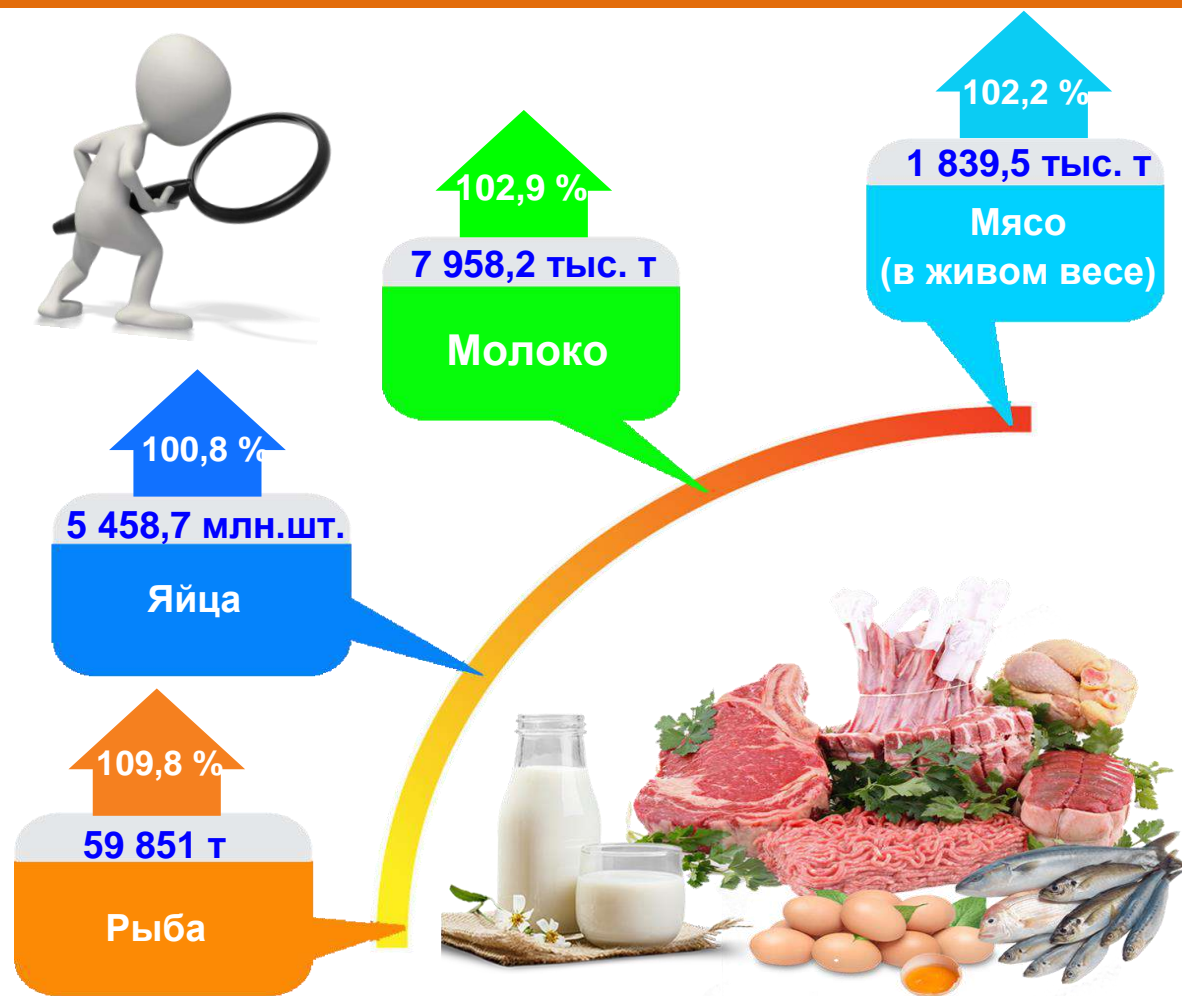 102,2 %
1 839,5 тыс. т
Мясо
(в живом весе)
102,9 %
7 958,2 тыс. т
Молоко
100,8 %
5 458,7 млн.шт.
Яйца
109,8 %
59 851 т
Рыба